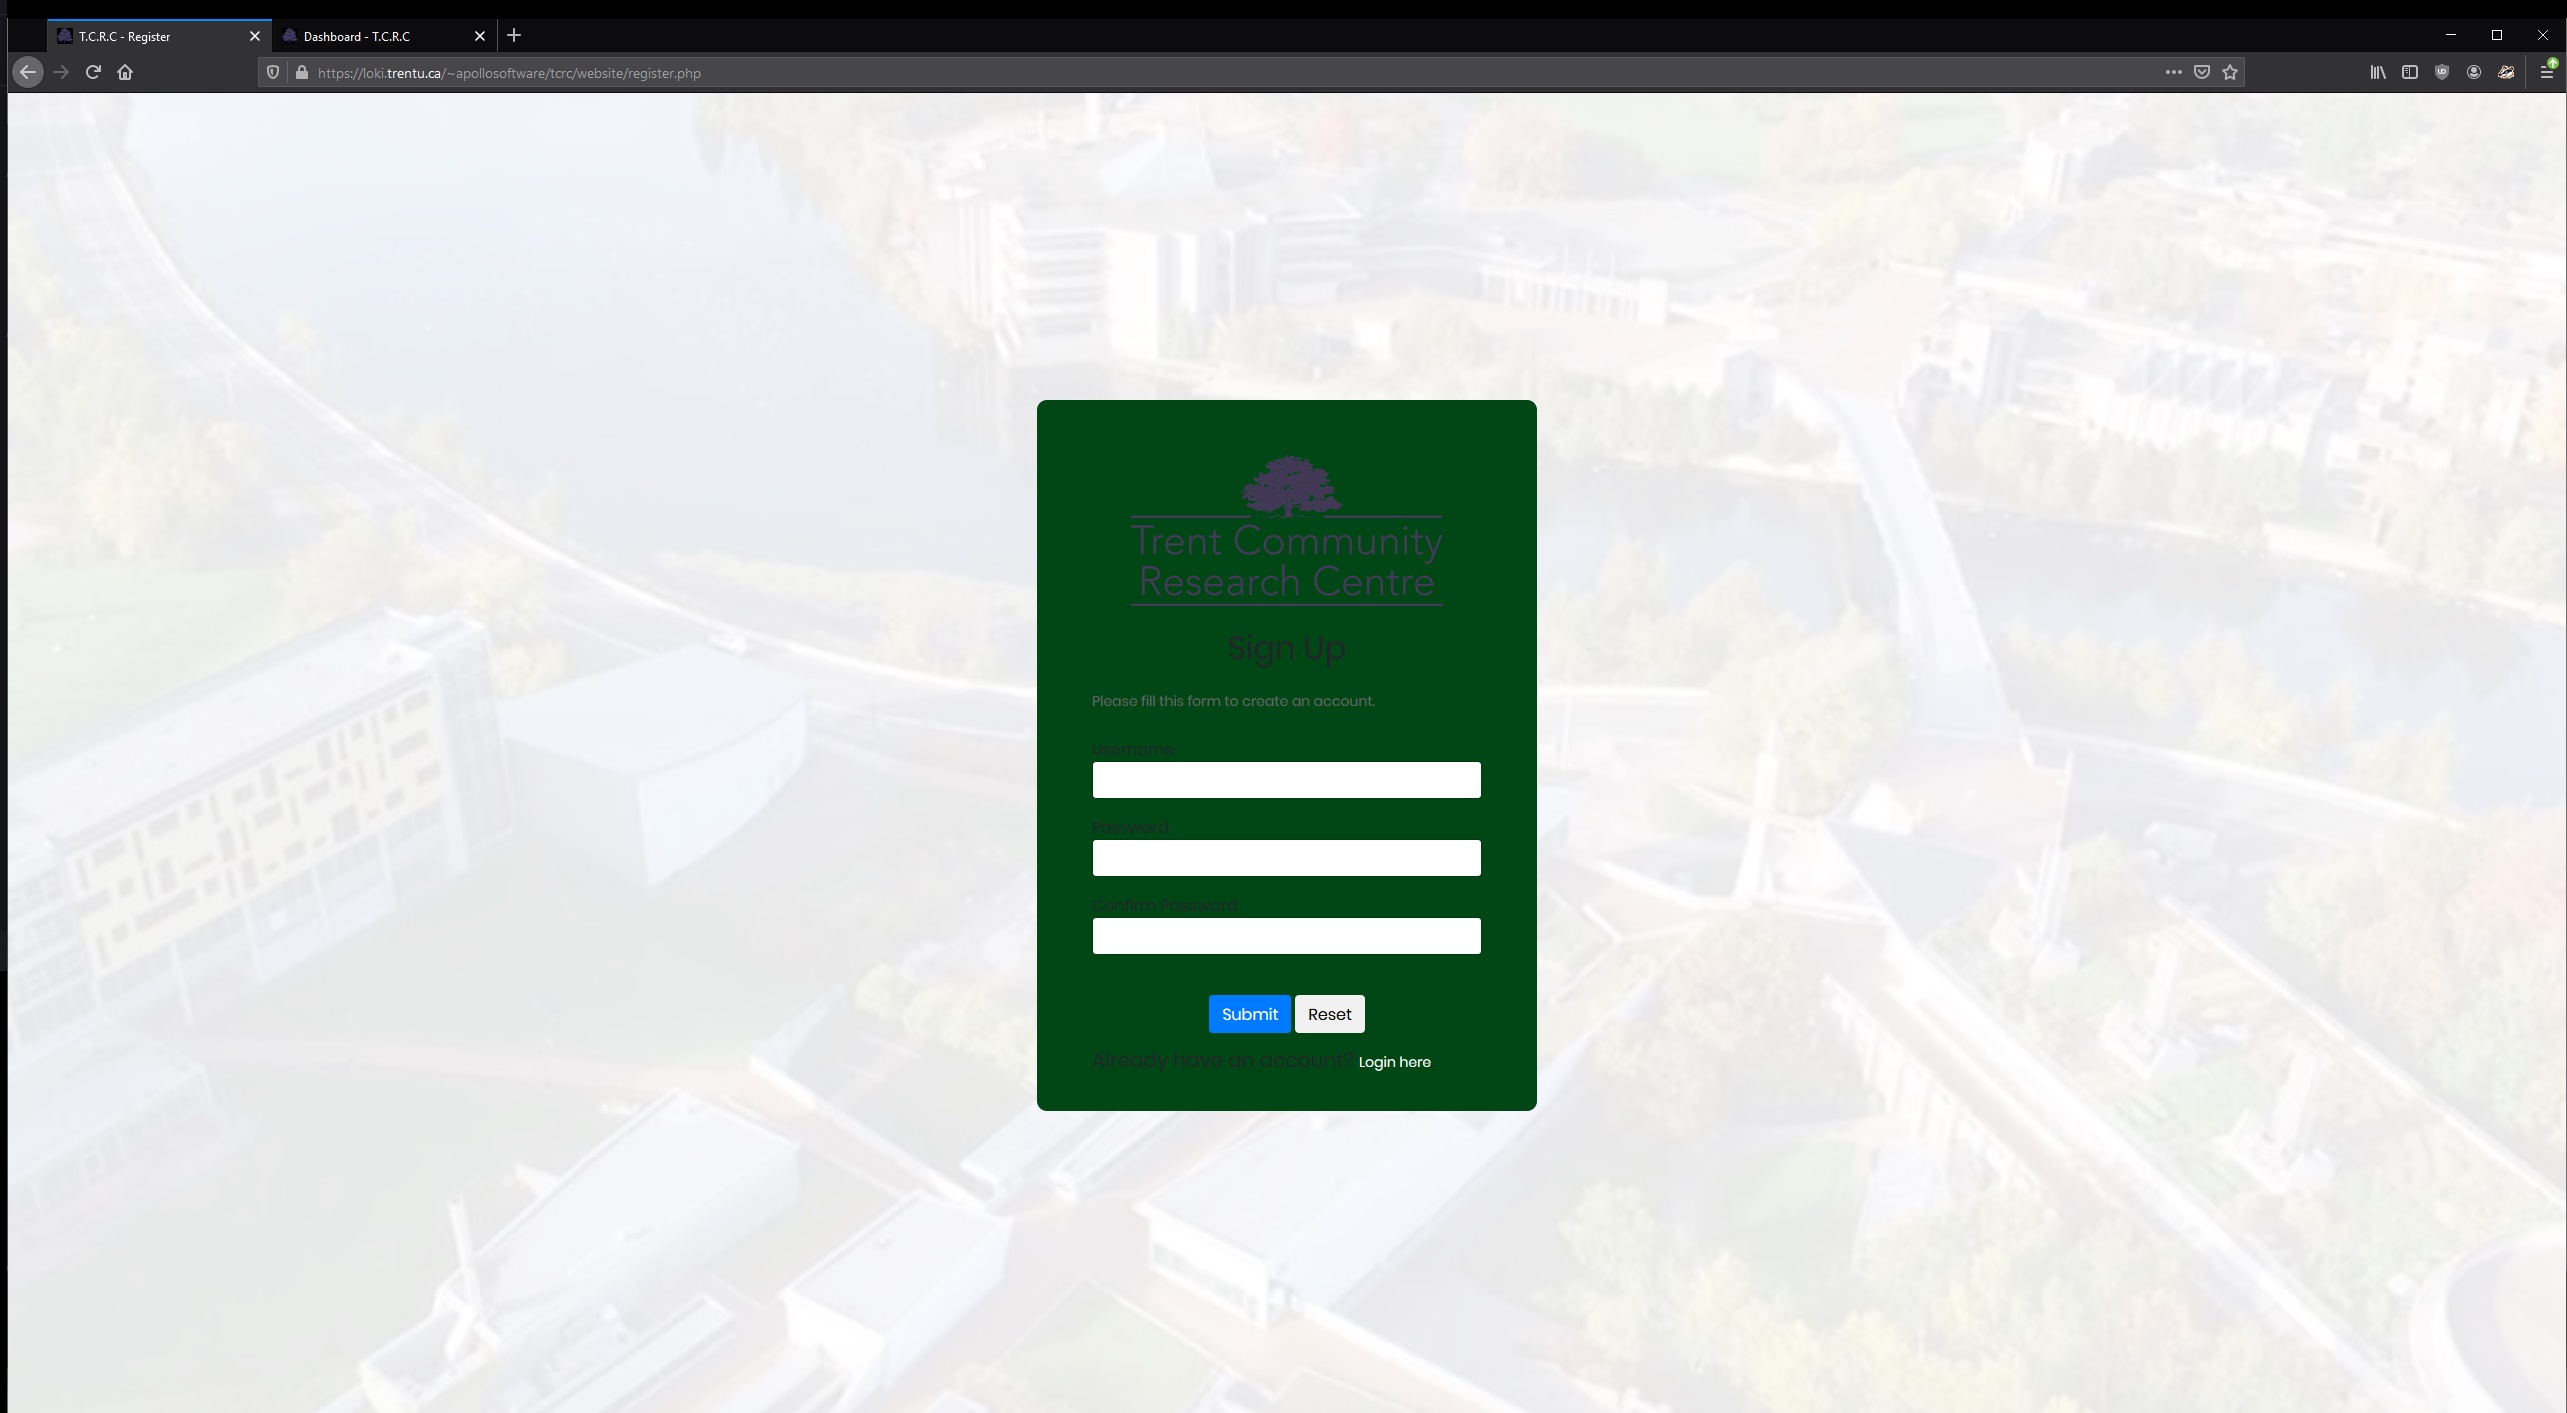 T.C.R.C - Register
Dashboard - T.C.R.C
https://loki.trentu.ca/~apollosoftware/tcrc/website/register.php
Trent Community
Research Centre
Sign Up
Please fill this form to create an account.
Username
Password
Confirm Password
Submit Reset
Already have an account? Login here